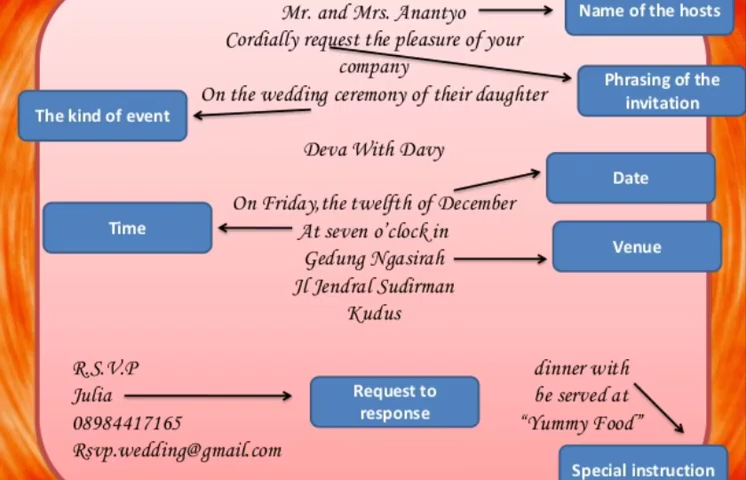 Mr. and Mrs. Anantyo
Name of the hosts
Cordially request the pleasure of your
company
Phrasing of the
invitation
On the wedding ceremony of their daughter
The kind of event
Deva With Davy
Date
On Friday,the twelfth of December
Time
At seven o'clock in
Venue
Gedung Ngasirah
Jl Jendral Sudirman
Kudus
R.S.V.P
Julia
08984417165
Rsvp.wedding@gmail.com
Request to
response
dinner with
be served at
“Yummy Food”
Special instruction